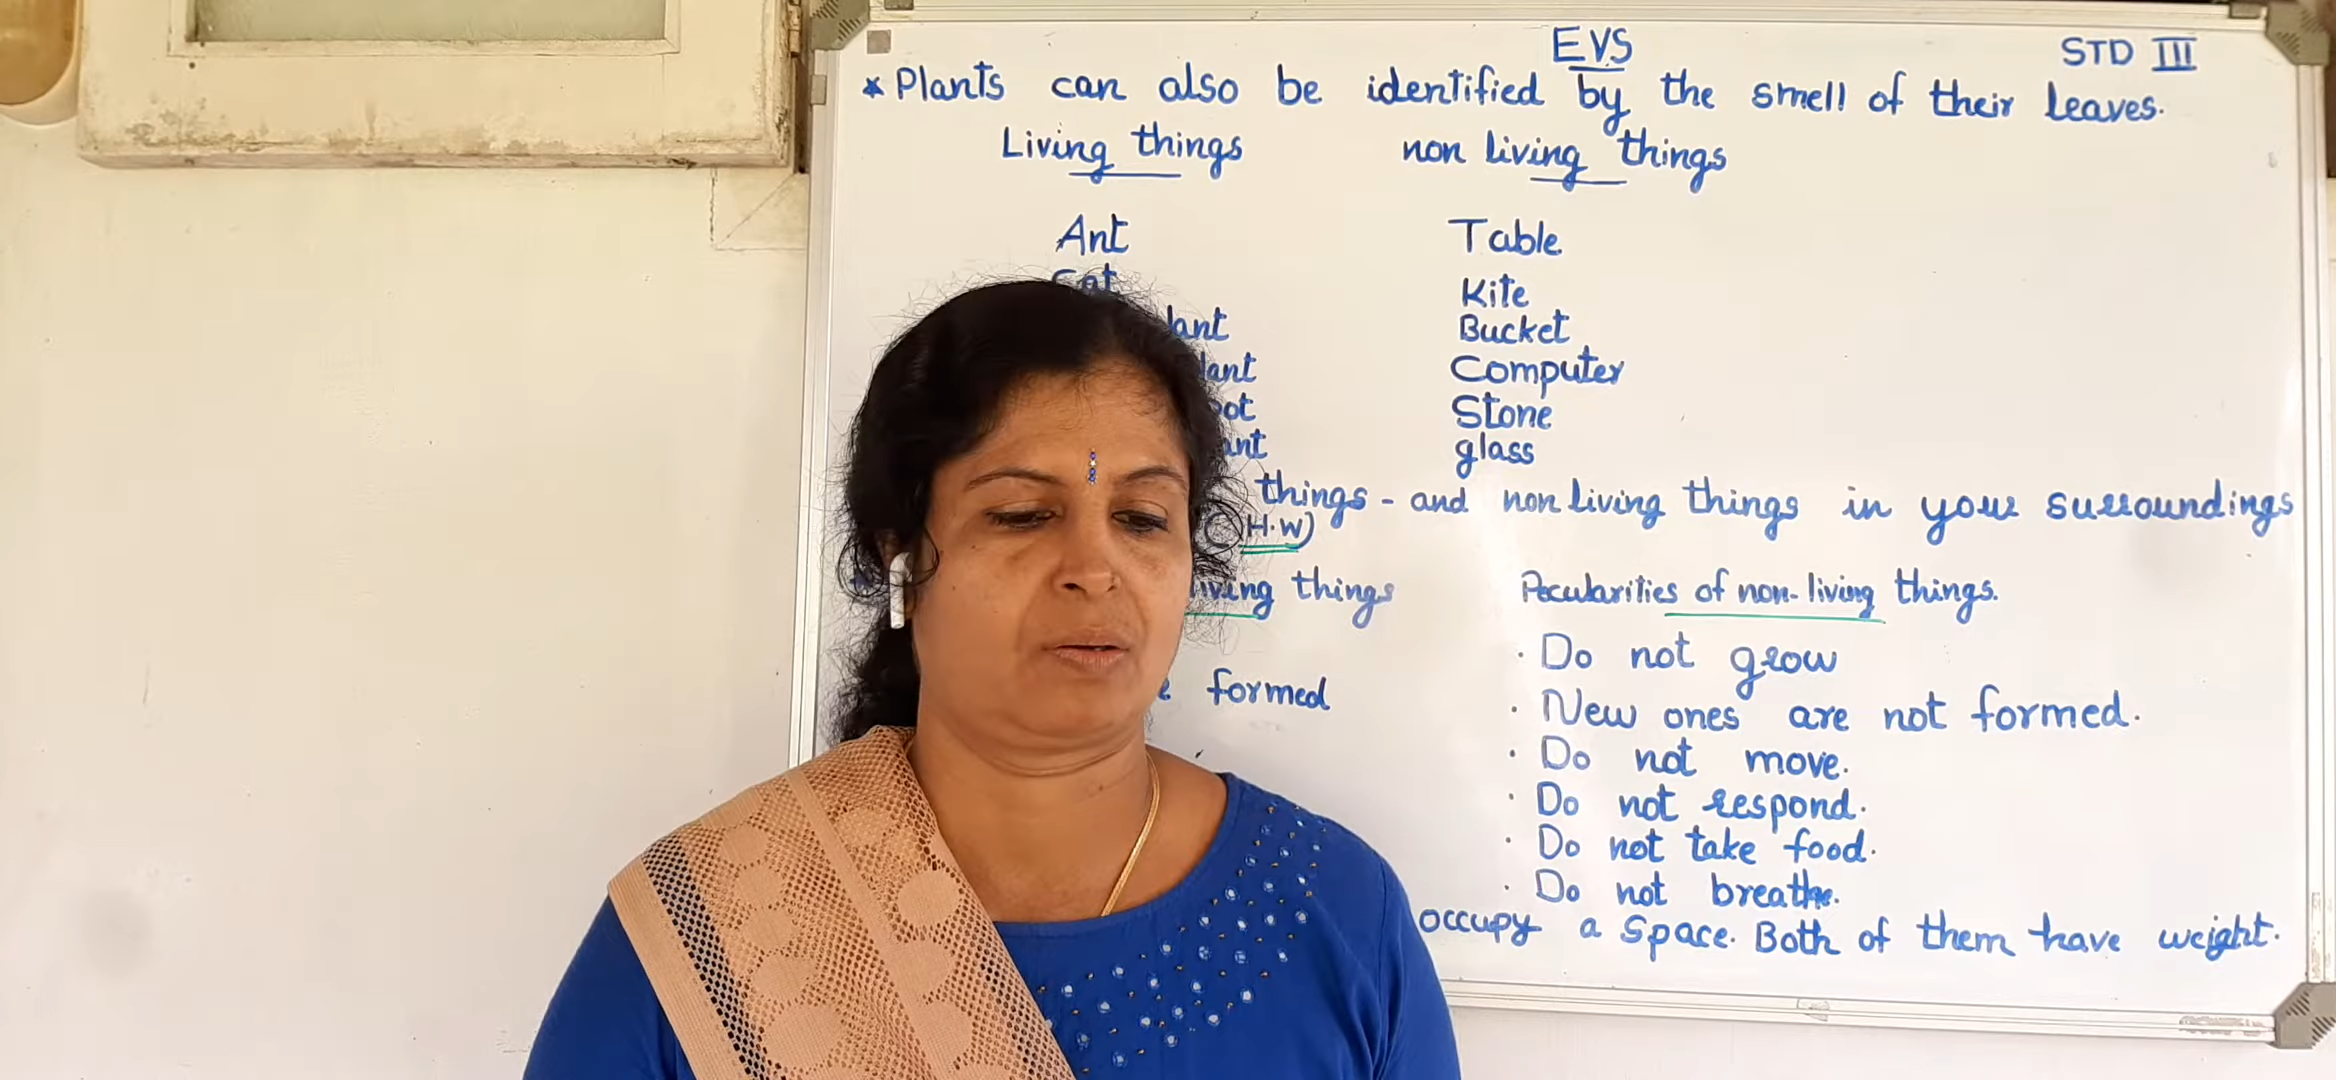 EVS
STD III
* Plants can also be identified by the smell of their leaves.
Living things non living things
Ant Table
Cat Kite
Bucket
Computer
Stone
glass
things - and non living things in your surroundings
(H.W)
living things Pecularities of non-living things.
· Do not grow
formed · New ones are not formed.
· Do not move.
· Do not respond.
· Do not take food.
· Do not breathe.
occupy a space. Both of them have weight.